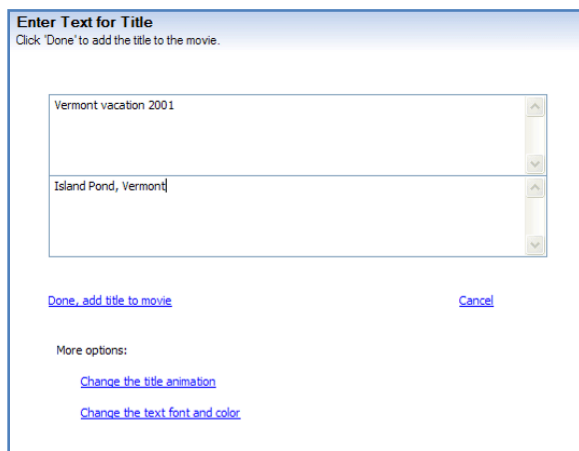 Enter Text for Title
Click 'Done' to add the title to the movie.
Vermont vacation 2001
Island Pond, Vermont
Done, add title to movie
Cancel
More options:
Change the title animation
Change the text font and color